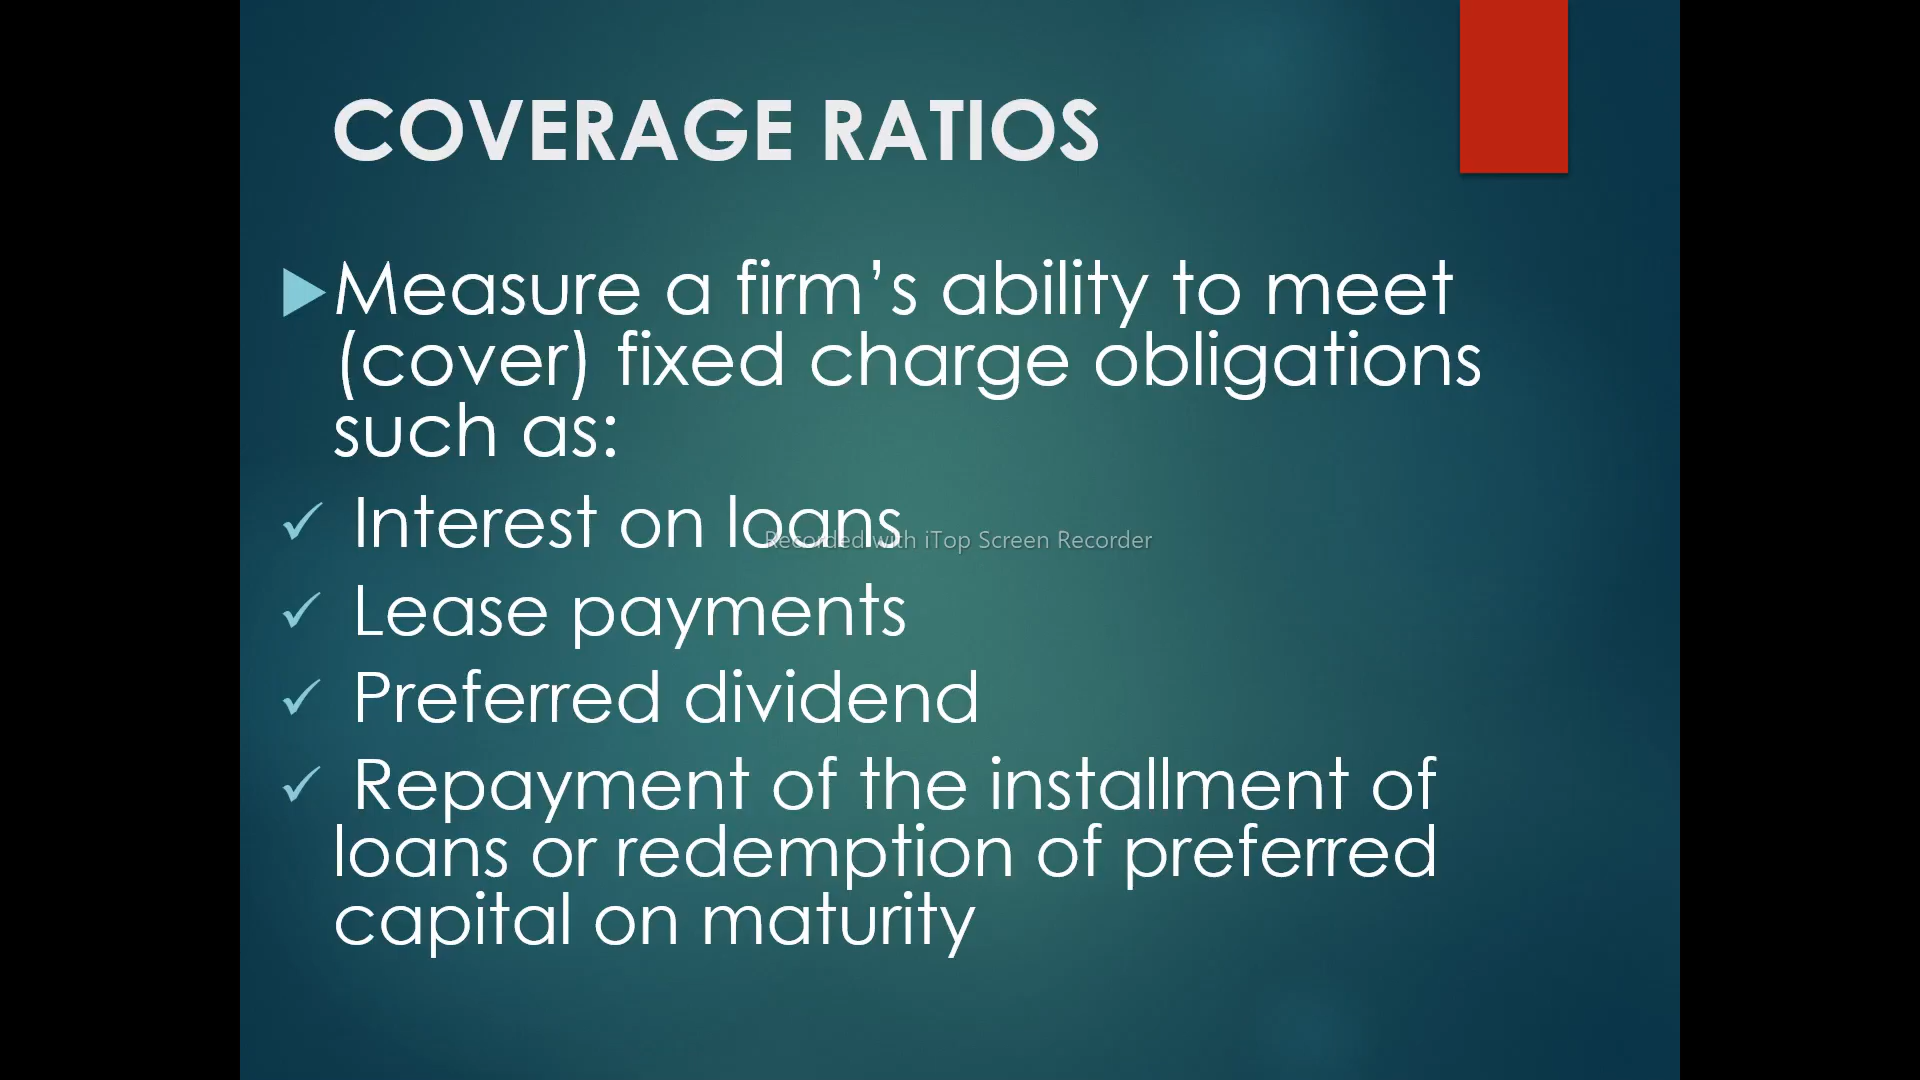 COVERAGE RATIOS
Measure a firm’s ability to meet
(cover) fixed charge obligations
such as:
Interest on loans
Recorded with iTop Screen Recorder
Lease payments
Preferred dividend
Repayment of the installment of
loans or redemption of preferred
capital on maturity